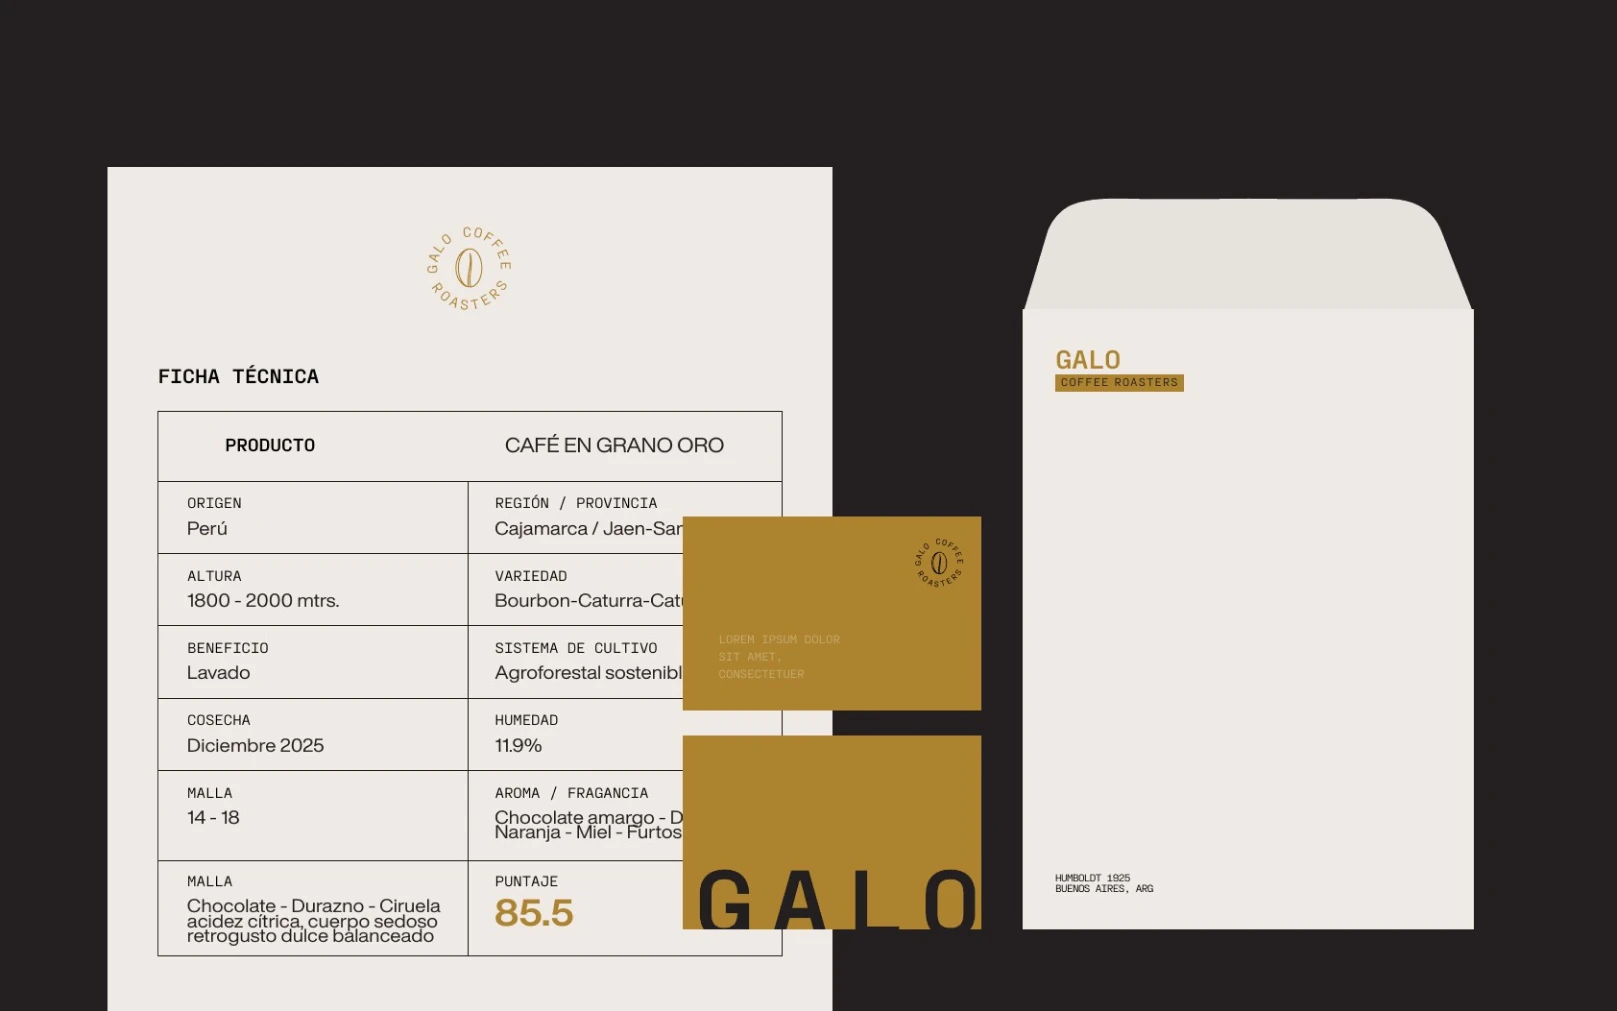 GALO COFFEE ROASTERS
FICHA TÉCNICA
PRODUCTO
CAFÉ EN GRANO ORO
ORIGEN
Perú
REGIÓN / PROVINCIA
Cajamarca / Jaen-San
ALTURA
1800 - 2000 mtrs.
VARIEDAD
Bourbon-Caturra-Catu
BENEFICIO
Lavado
SISTEMA DE CULTIVO
Agroforestal sostenibl
COSECHA
Diciembre 2025
HUMEDAD
11.9%
MALLA
14 - 18
AROMA / FRAGANCIA
Chocolate amargo - D
Naranja - Miel - Furtos
MALLA
Chocolate - Durazno - Ciruela
acidez cítrica, cuerpo sedoso
retrogusto dulce balanceado
PUNTAJE
85.5
GALO COFFEE ROASTERS
LOREM IPSUM DOLOR
SIT AMET,
CONSECTETUER
GALO
GALO
COFFEE ROASTERS
HUMBOLDT 1925
BUENOS AIRES, ARG